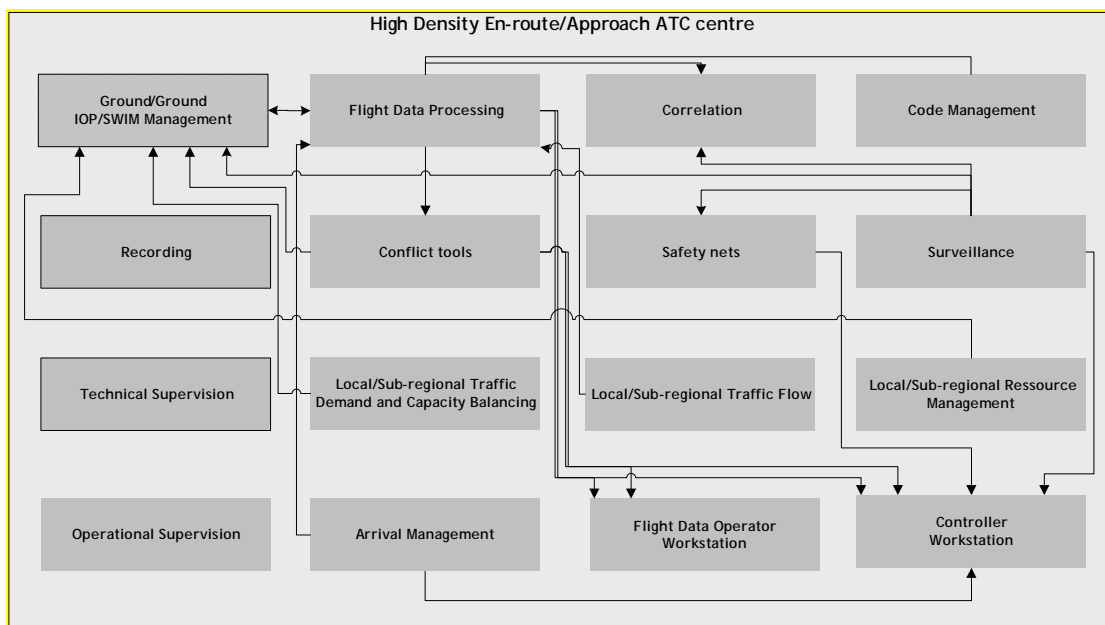 High Density En-route/Approach ATC centre
Ground/Ground
IOP/SWIM Management
Flight Data Processing
Correlation
Code Management
Recording
Conflict tools
Safety nets
Surveillance
Technical Supervision
Local/Sub-regional Traffic
Demand and Capacity Balancing
Local/Sub-regional Traffic Flow
Local/Sub-regional Ressource
Management
Operational Supervision
Arrival Management
Flight Data Operator
Workstation
Controller
Workstation